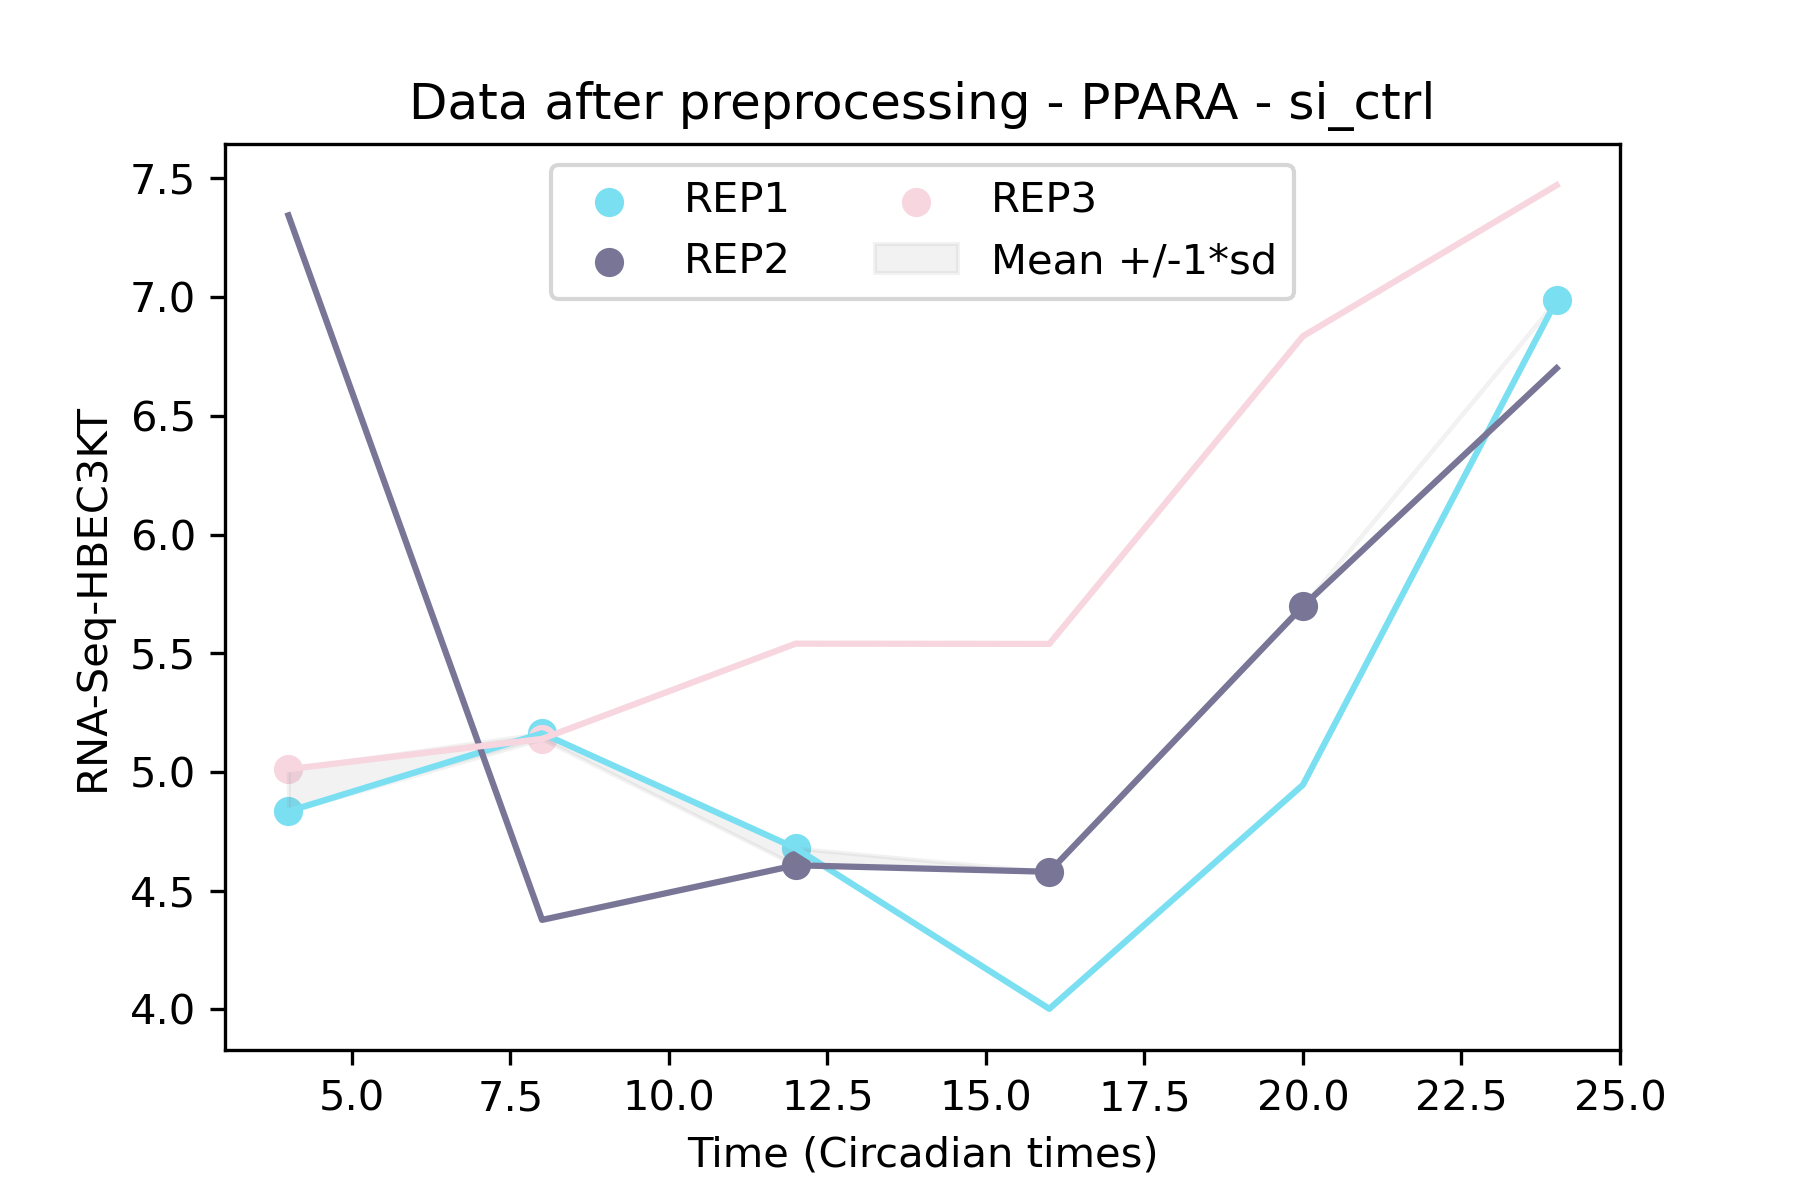 Data after preprocessing - PPARA - si_ctrl
REP1
REP2
REP3
Mean +/-1*sd
RNA-Seq-HBEC3KT
7.5
7.0
6.5
6.0
5.5
5.0
4.5
4.0
5.0 7.5 10.0 12.5 15.0 17.5 20.0 22.5 25.0
Time (Circadian times)